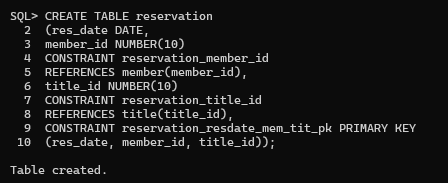 SQL> CREATE TABLE reservation
  2  (res_date DATE,
  3  member_id NUMBER(10)
  4  CONSTRAINT reservation_member_id
  5  REFERENCES member(member_id),
  6  title_id NUMBER(10)
  7  CONSTRAINT reservation_title_id
  8  REFERENCES title(title_id),
  9  CONSTRAINT reservation_resdate_mem_tit_pk PRIMARY KEY
 10  (res_date, member_id, title_id));
Table created.